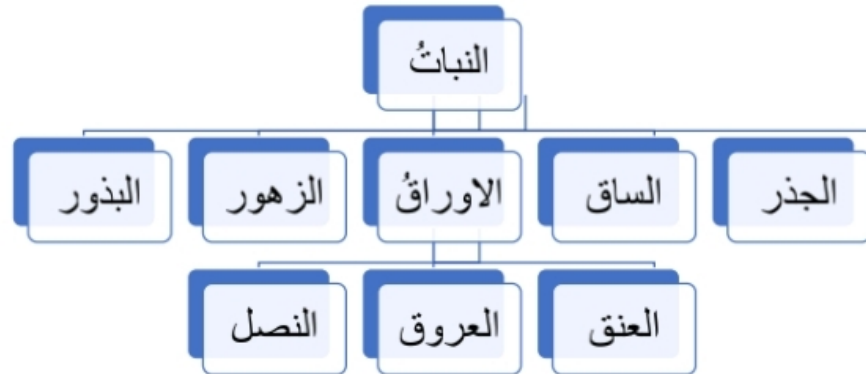 النباتُ
الجذر
الساق
الاوراقُ
الزهور
البذور
العنق
العروق
النصل